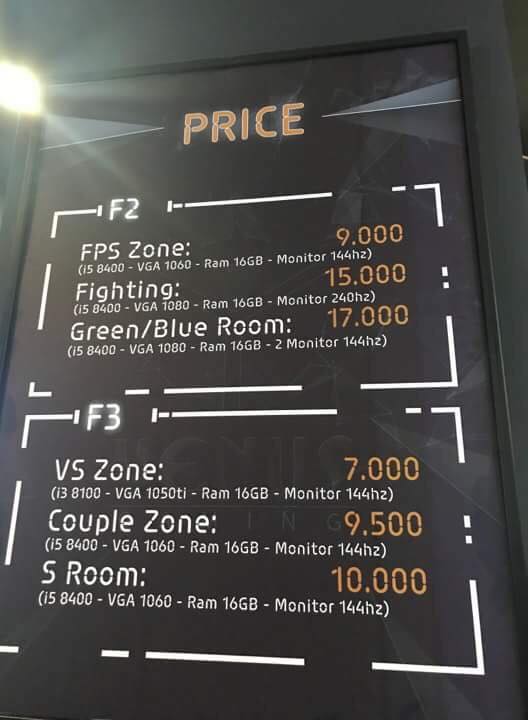 PRICE
F2
FPS Zone: 9.000
(i5 8400 - VGA 1060 - Ram 16GB - Monitor 144hz)
Fighting: 15.000
(i5 8400 - VGA 1080 - Ram 16GB - Monitor 240hz)
Green/Blue Room: 17.000
(i5 8400 - VGA 1080 - Ram 16GB - 2 Monitor 144hz)
F3
VS Zone: 7.000
(i3 8100 - VGA 1050ti - Ram 16GB - Monitor 144hz)
Couple Zone: 9.500
(i5 8400 - VGA 1060 - Ram 16GB - Monitor 144hz)
S Room: 10.000
(i5 8400 - VGA 1060 - Ram 16GB - Monitor 144hz)